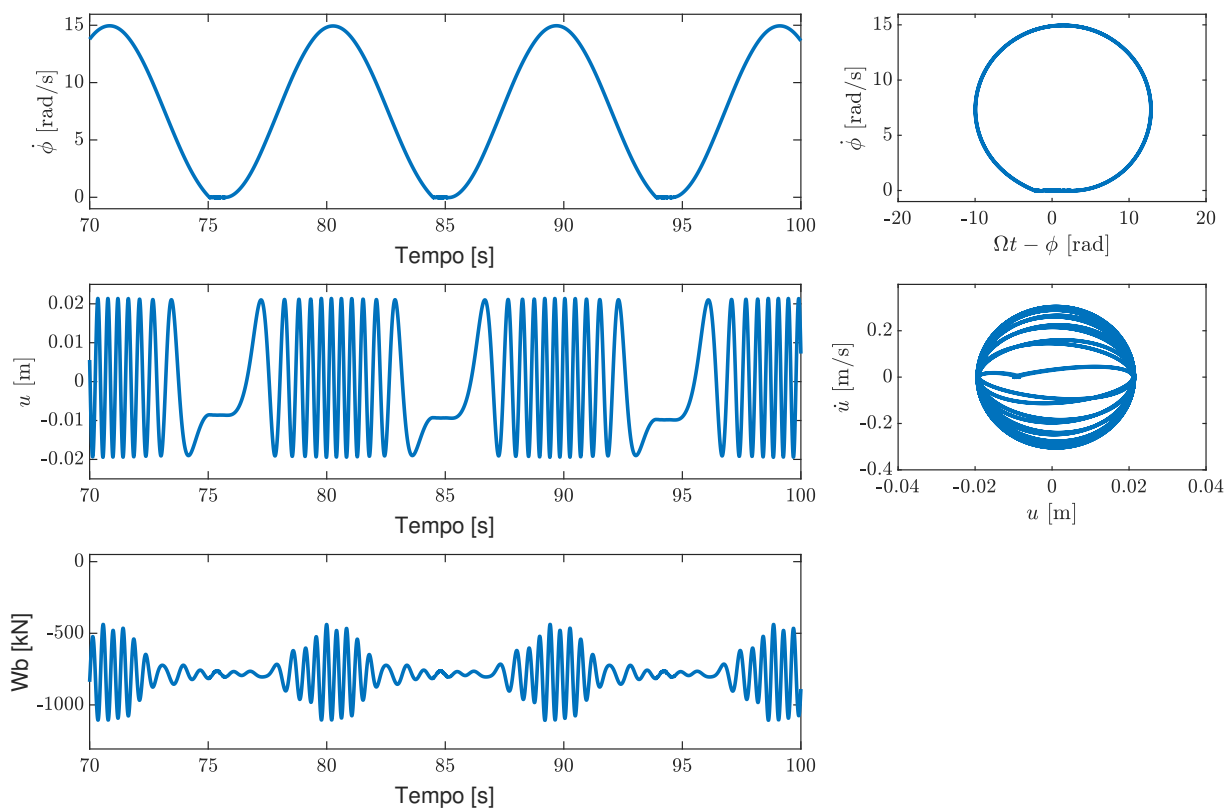 15
10
5
0
70 75 80 85 90 95 100
Tempo [s]
ϕ̇ [rad/s]
15
10
5
0
-20 -10 0 10 20
Ωt − ϕ [rad]
ϕ̇ [rad/s]
0.02
0.01
0
-0.01
-0.02
70 75 80 85 90 95 100
Tempo [s]
u [m]
0.2
0
-0.2
-0.4
-0.04 -0.02 0 0.02 0.04
u [m]
u̇ [m/s]
0
-500
-1000
70 75 80 85 90 95 100
Tempo [s]
Wb [kN]